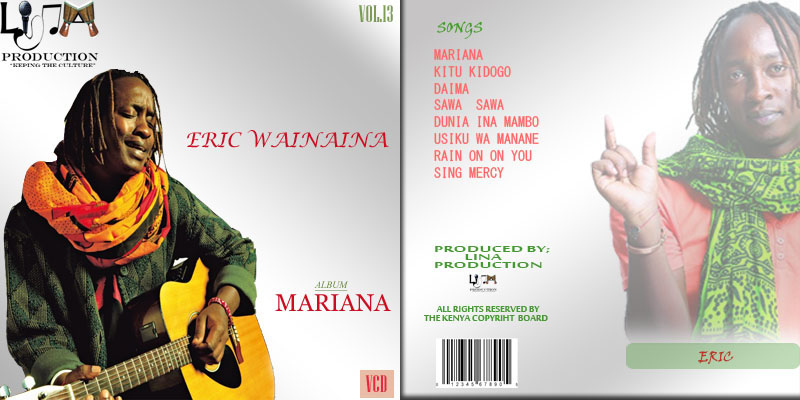 LINA
PRODUCTION
"KEPING THE CULTURE"
VOL.13
ERIC WAINAINA
ALBUM
MARIANA
VCD
SONGS
MARIANA
KITU KIDOGO
DAIMA
SAWA SAWA
DUNIA INA MAMBO
USIKU WA MANANE
RAIN ON ON YOU
SING MERCY
PRODUCED BY;
LINA
PRODUCTION
ALL RIGHTS RESERVED BY
THE KENYA COPYRIHT BOARD
ERIC